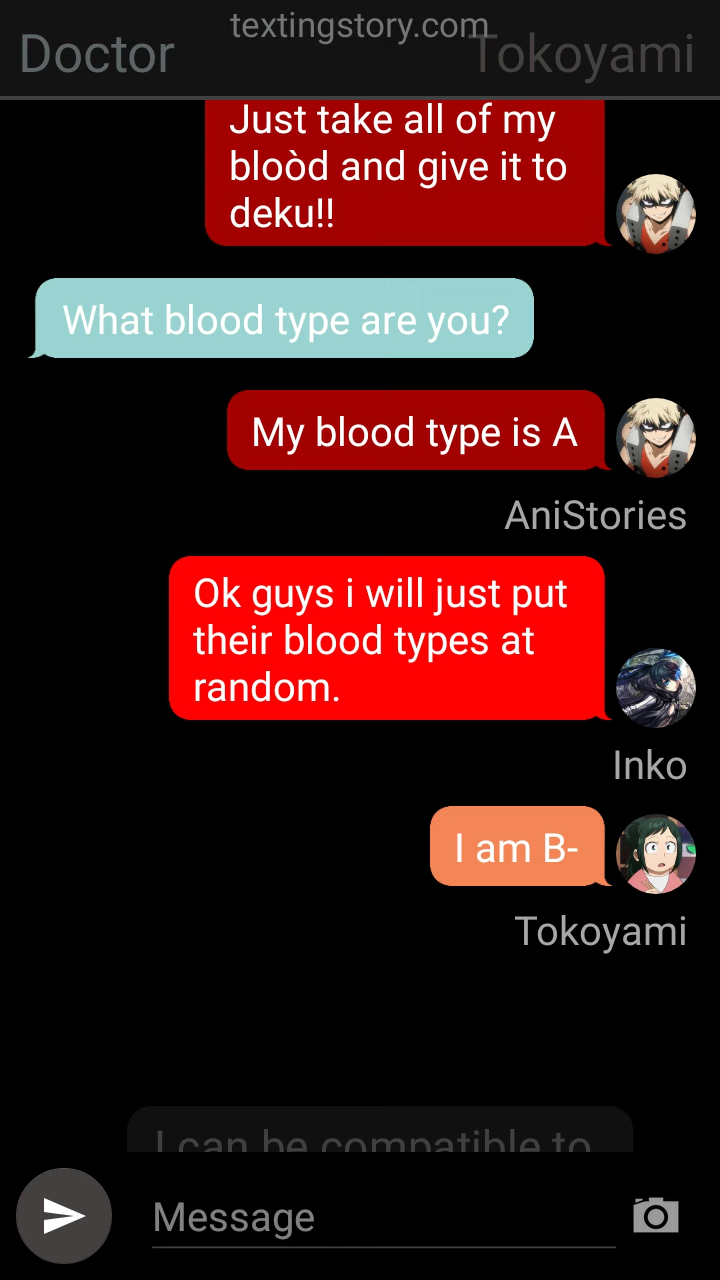 textingstory.com
Doctor
Tokoyami
Just take all of my
bloòd and give it to
deku!!
What blood type are you?
My blood type is A
AniStories
Ok guys i will just put
their blood types at
random.
Inko
I am B-
Tokoyami
I can be compatible to
Message